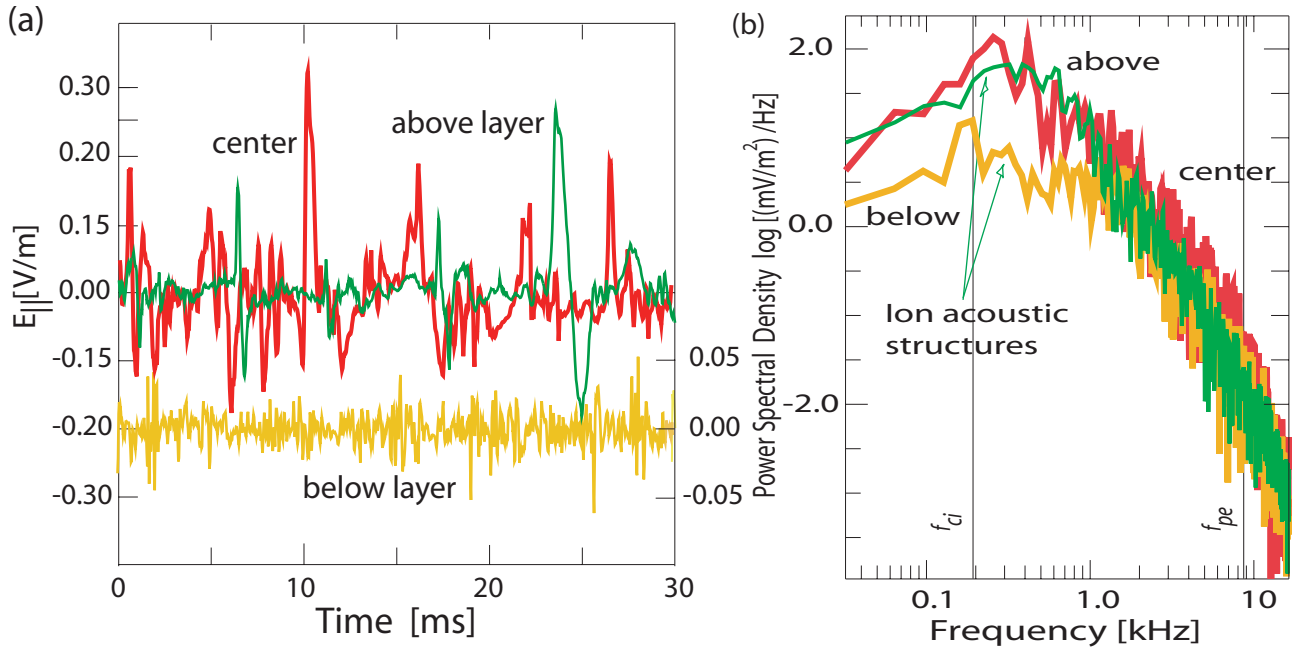 (a)
0.30
0.20
0.15
0.00
-0.15
-0.20
-0.30
E||[V/m]
center
above layer
below layer
0.05
0.00
-0.05
0
10
20
30
Time [ms]
(b)
Power Spectral Density log [(mV/m²) /Hz]
2.0
0.0
-2.0
above
center
below
Ion acoustic
structures
fci
fpe
0.1
1.0
10
Frequency [kHz]